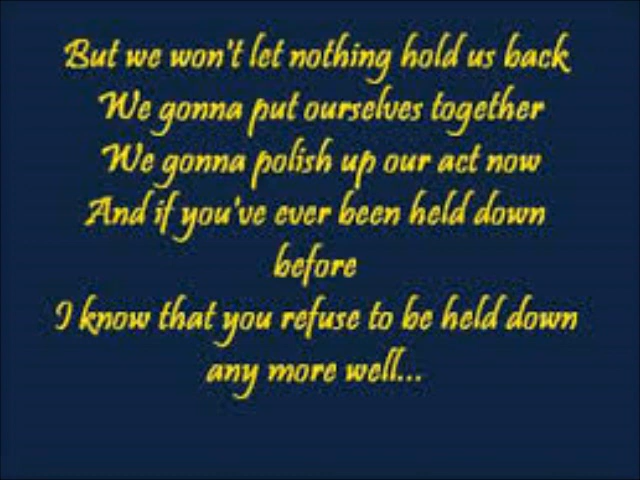 But we won't let nothing hold us back
We gonna put ourselves together
We gonna polish up our act now
And if you've ever been held down
before
I know that you refuse to be held down
any more well...